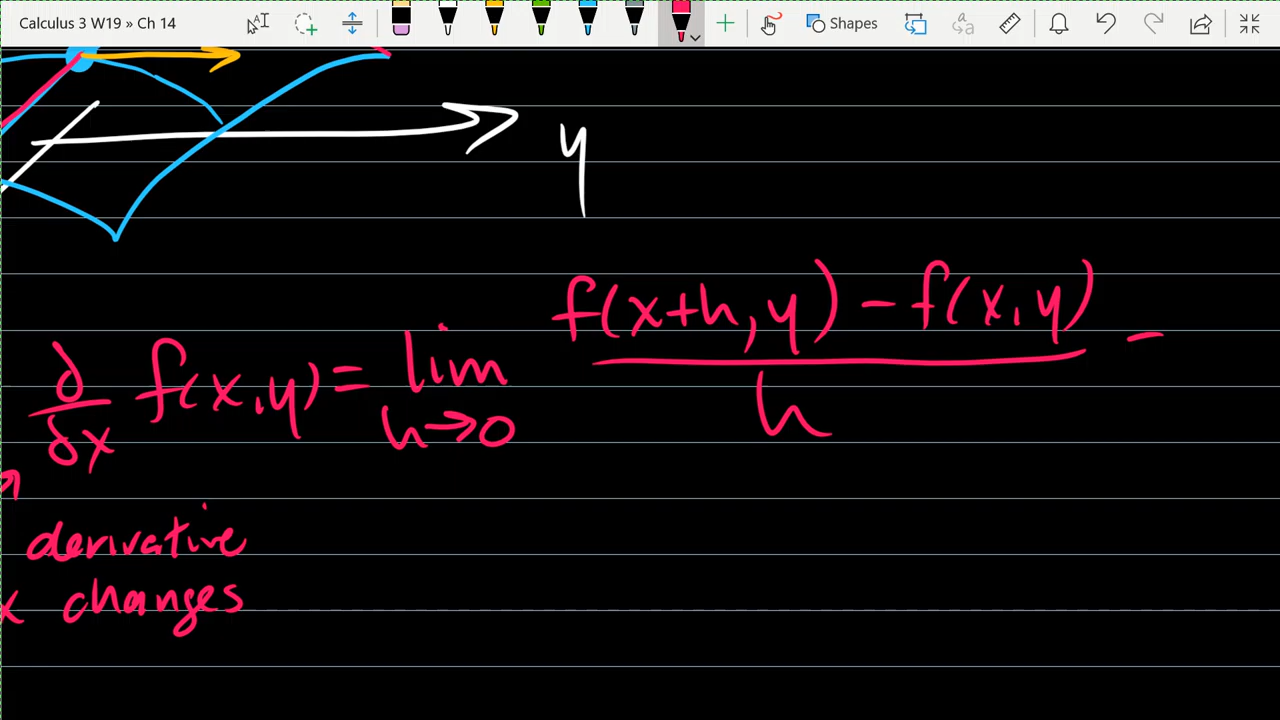 Calculus 3 W19 » Ch 14
Shapes
y
∂/∂x f(x,y) = lim h→0 (f(x+h,y) - f(x,y))/h -
derivative
x changes